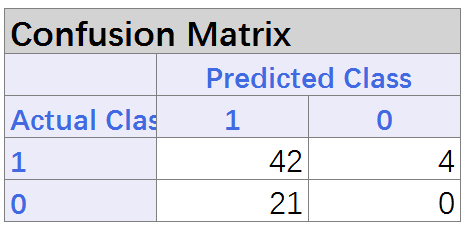 Confusion Matrix
Predicted Class
Actual Clas 1 0
1 42 4
0 21 0